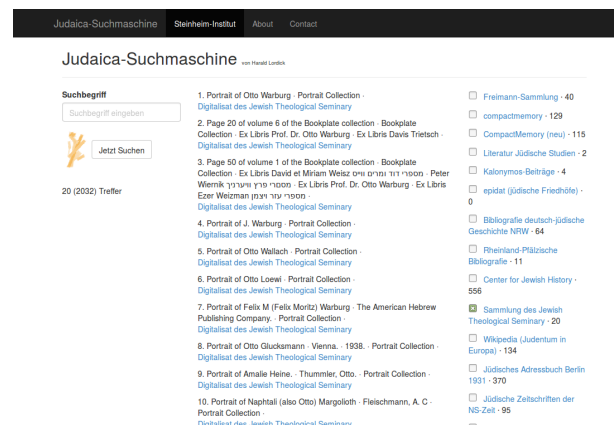 Judaica-Suchmaschine Steinheim-Institut About Contact
Judaica-Suchmaschine von Harald Lordick
Suchbegriff
Suchbegriff eingeben
Jetzt Suchen
20 (2032) Treffer
1. Portrait of Otto Warburg · Portrait Collection ·
Digitalisat des Jewish Theological Seminary
2. Page 20 of volume 6 of the Bookplate collection · Bookplate
Collection · Ex Libris Prof. Dr. Otto Warburg · Ex Libris Davis Trietsch ·
Digitalisat des Jewish Theological Seminary
3. Page 50 of volume 1 of the Bookplate collection · Bookplate
Collection · Ex Libris David et Miriam Weisz מספרי דוד ומרים ווייס · Peter
Wiernik מספרי פרץ וויערניק · Ex Libris Prof. Dr. Otto Warburg · Ex Libris
Ezer Weizman מספרי עזר ויצמן ·
Digitalisat des Jewish Theological Seminary
4. Portrait of J. Warburg · Portrait Collection ·
Digitalisat des Jewish Theological Seminary
5. Portrait of Otto Wallach · Portrait Collection ·
Digitalisat des Jewish Theological Seminary
6. Portrait of Otto Loewi · Portrait Collection ·
Digitalisat des Jewish Theological Seminary
7. Portrait of Felix M (Felix Moritz) Warburg · The American Hebrew
Publishing Company. · Portrait Collection ·
Digitalisat des Jewish Theological Seminary
8. Portrait of Otto Glucksmann · Vienna. · 1938. · Portrait Collection ·
Digitalisat des Jewish Theological Seminary
9. Portrait of Amalie Heine. · Thummler, Otto. · Portrait Collection ·
Digitalisat des Jewish Theological Seminary
10. Portrait of Naphtali (also Otto) Margolioth · Fleischmann, A. C ·
Portrait Collection ·
Digitalisat des Jewish Theological Seminary
Freimann-Sammlung · 40
compactmemory · 129
CompactMemory (neu) · 115
Literatur Jüdische Studien · 2
Kalonymos-Beiträge · 4
epidat (jüdische Friedhöfe) ·
0
Bibliografie deutsch-jüdische
Geschichte NRW · 64
Rheinland-Pfälzische
Bibliografie · 11
Center for Jewish History ·
556
Sammlung des Jewish
Theological Seminary · 20
Wikipedia (Judentum in
Europa) · 134
Jüdisches Adressbuch Berlin
1931 · 370
Jüdische Zeitschriften der
NS-Zeit · 95